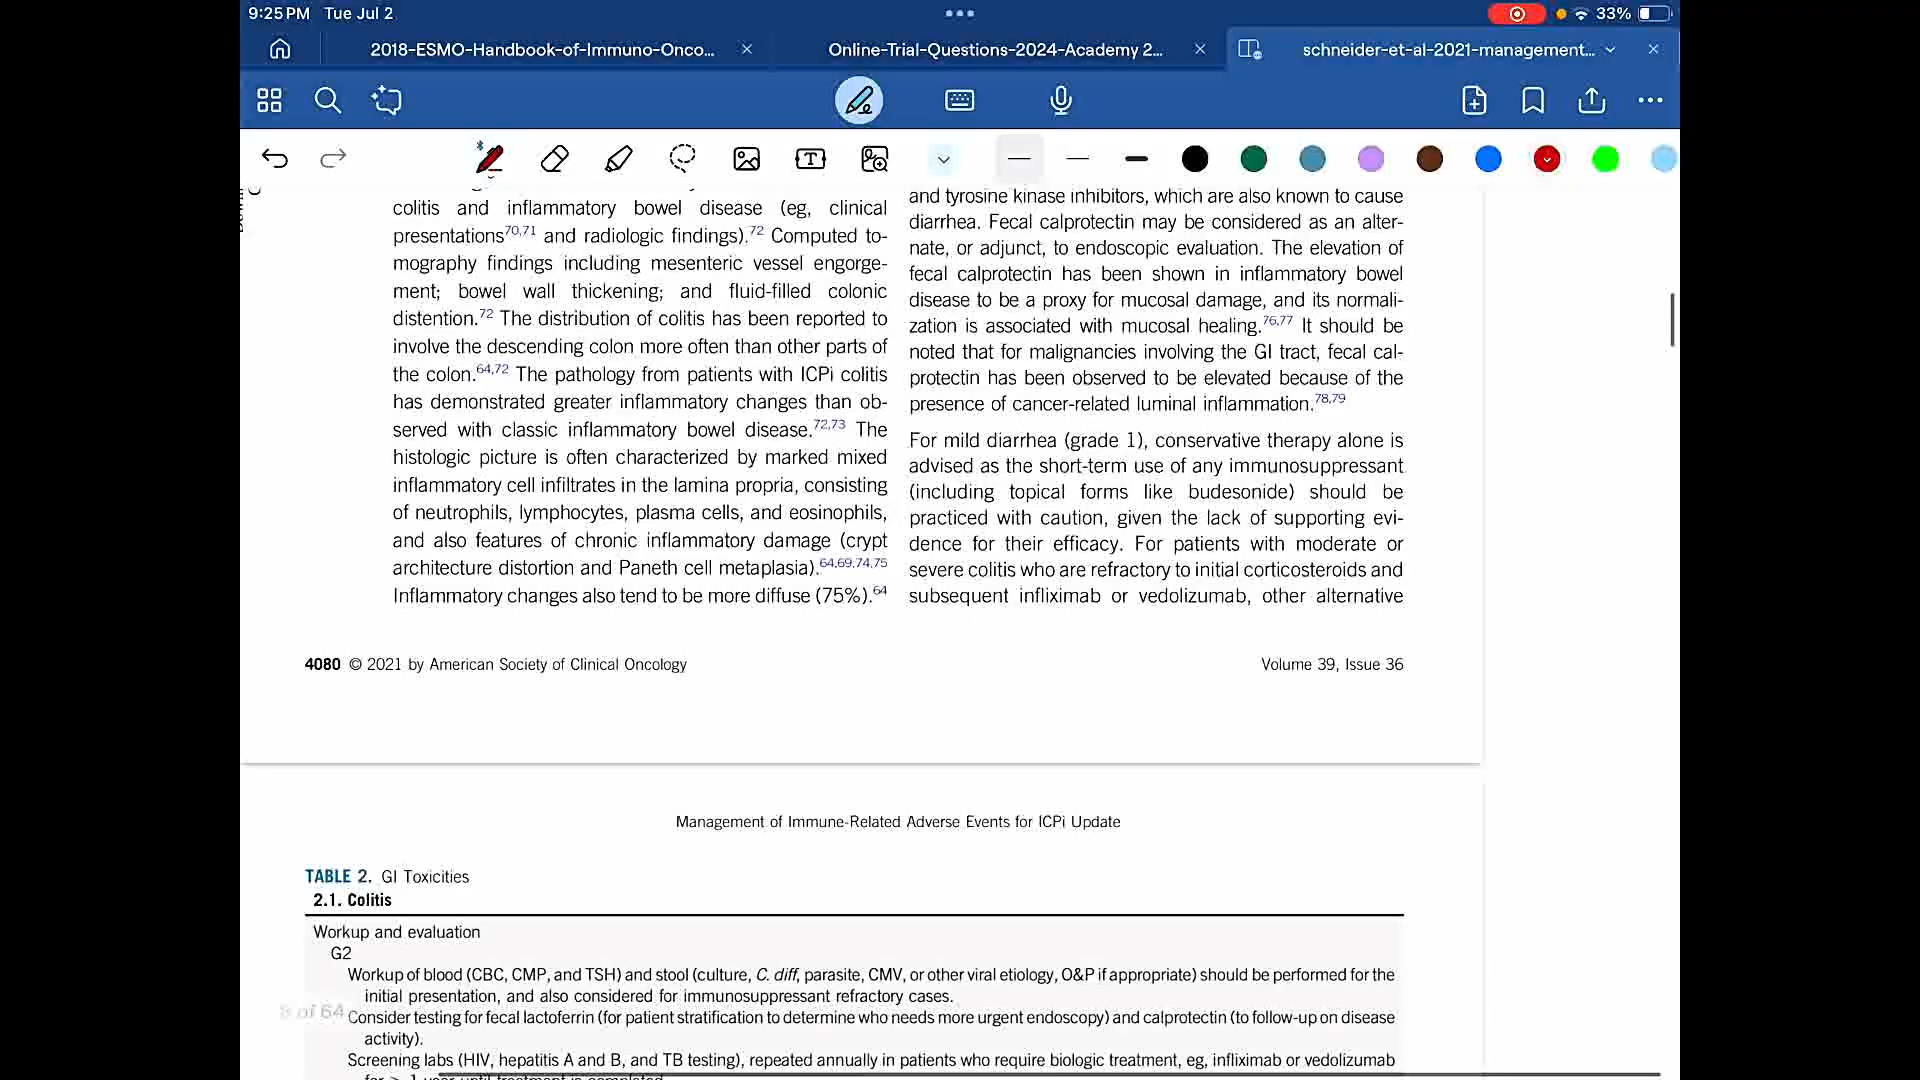 9:25 PM Tue Jul 2
33%
2018-ESMO-Handbook-of-Immuno-Onco...
Online-Trial-Questions-2024-Academy 2...
schneider-et-al-2021-management...
colitis and inflammatory bowel disease (eg, clinical
presentations70,71 and radiologic findings).72 Computed to-
mography findings including mesenteric vessel engorge-
ment; bowel wall thickening; and fluid-filled colonic
distention.72 The distribution of colitis has been reported to
involve the descending colon more often than other parts of
the colon.64,72 The pathology from patients with ICPi colitis
has demonstrated greater inflammatory changes than ob-
served with classic inflammatory bowel disease.72,73 The
histologic picture is often characterized by marked mixed
inflammatory cell infiltrates in the lamina propria, consisting
of neutrophils, lymphocytes, plasma cells, and eosinophils,
and also features of chronic inflammatory damage (crypt
architecture distortion and Paneth cell metaplasia).64,69,74,75
Inflammatory changes also tend to be more diffuse (75%).64
and tyrosine kinase inhibitors, which are also known to cause
diarrhea. Fecal calprotectin may be considered as an alter-
nate, or adjunct, to endoscopic evaluation. The elevation of
fecal calprotectin has been shown in inflammatory bowel
disease to be a proxy for mucosal damage, and its normali-
zation is associated with mucosal healing.76,77 It should be
noted that for malignancies involving the GI tract, fecal cal-
protectin has been observed to be elevated because of the
presence of cancer-related luminal inflammation.78,79
For mild diarrhea (grade 1), conservative therapy alone is
advised as the short-term use of any immunosuppressant
(including topical forms like budesonide) should be
practiced with caution, given the lack of supporting evi-
dence for their efficacy. For patients with moderate or
severe colitis who are refractory to initial corticosteroids and
subsequent infliximab or vedolizumab, other alternative
4080 © 2021 by American Society of Clinical Oncology
Volume 39, Issue 36
Management of Immune-Related Adverse Events for ICPi Update
TABLE 2. GI Toxicities
2.1. Colitis
Workup and evaluation
G2
Workup of blood (CBC, CMP, and TSH) and stool (culture, C. diff, parasite, CMV, or other viral etiology, O&P if appropriate) should be performed for the
initial presentation, and also considered for immunosuppressant refractory cases.
8 of 64
Consider testing for fecal lactoferrin (for patient stratification to determine who needs more urgent endoscopy) and calprotectin (to follow-up on disease
activity).
Screening labs (HIV, hepatitis A and B, and TB testing), repeated annually in patients who require biologic treatment, eg, infliximab or vedolizumab